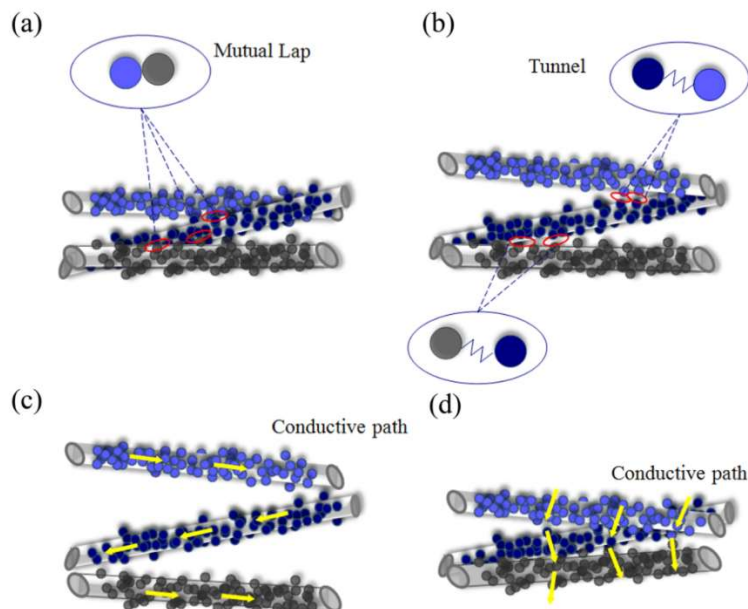 (a)
Mutual Lap
(b)
Tunnel
(c)
Conductive path
(d)
Conductive path